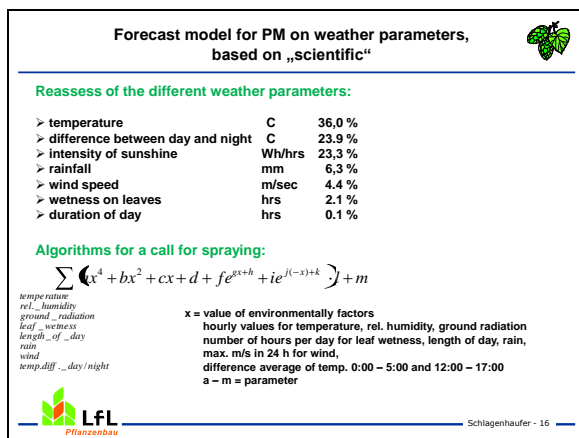 Forecast model for PM on weather parameters,
based on „scientific“
Reassess of the different weather parameters:
➢ temperature C 36,0 %
➢ difference between day and night C 23.9 %
➢ intensity of sunshine Wh/hrs 23,3 %
➢ rainfall mm 6,3 %
➢ wind speed m/sec 4.4 %
➢ wetness on leaves hrs 2.1 %
➢ duration of day hrs 0.1 %
Algorithms for a call for spraying:
∑ (ax⁴ + bx² + cx + d + fe^{gx+h} + ie^{j(−x)+k}) · l + m
temperature
rel._humidity
ground_radiation
leaf_wetness
length_of_day
rain
wind
temp.diff._day/night
x = value of environmentally factors
hourly values for temperature, rel. humidity, ground radiation
number of hours per day for leaf wetness, length of day, rain,
max. m/s in 24 h for wind,
difference average of temp. 0:00 – 5:00 and 12:00 – 17:00
a – m = parameter
LfL
Pflanzenbau
Schlagenhaufer - 16